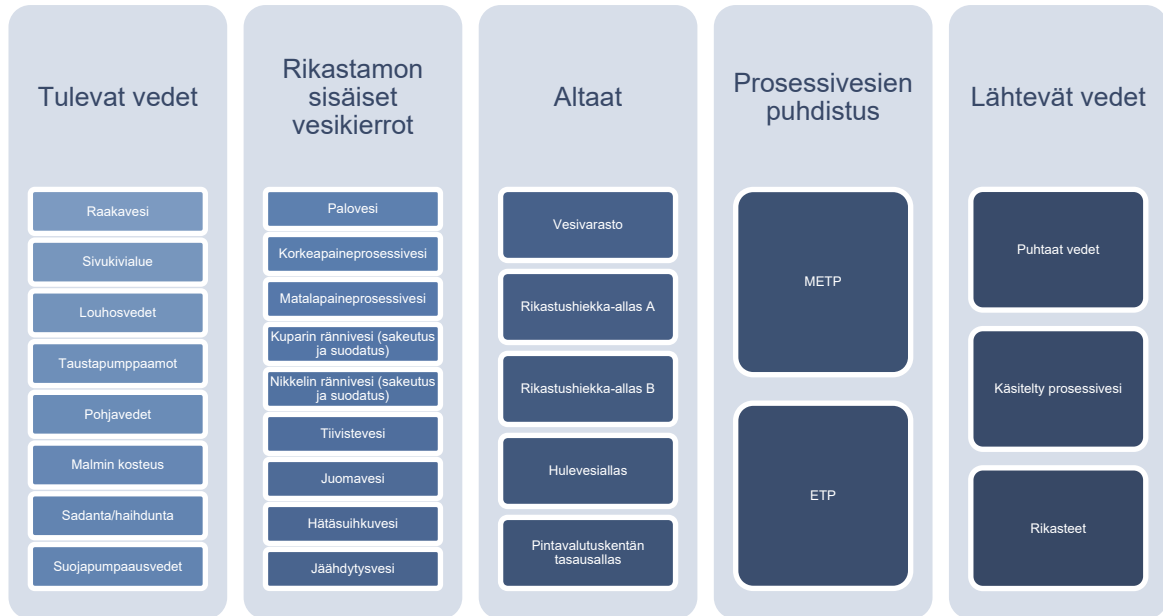 Tulevat vedet
Raakavesi
Sivukivialue
Louhosvedet
Taustapumppaamot
Pohjavedet
Malmin kosteus
Sadanta/haihdunta
Suojapumpaausvedet
Rikastamon
sisäiset
vesikierrot
Palovesi
Korkeapaineprosessivesi
Matalapaineprosessivesi
Kuparin rännivesi (sakeutus
ja suodatus)
Nikkelin rännivesi (sakeutus
ja suodatus)
Tiivistevesi
Juomavesi
Hätäsuihkuvesi
Jäähdytysvesi
Altaat
Vesivarasto
Rikastushiekka-allas A
Rikastushiekka-allas B
Hulevesiallas
Pintavalutuskentän
tasausallas
Prosessivesien
puhdistus
METP
ETP
Lähtevät vedet
Puhtaat vedet
Käsitelty prosessivesi
Rikasteet